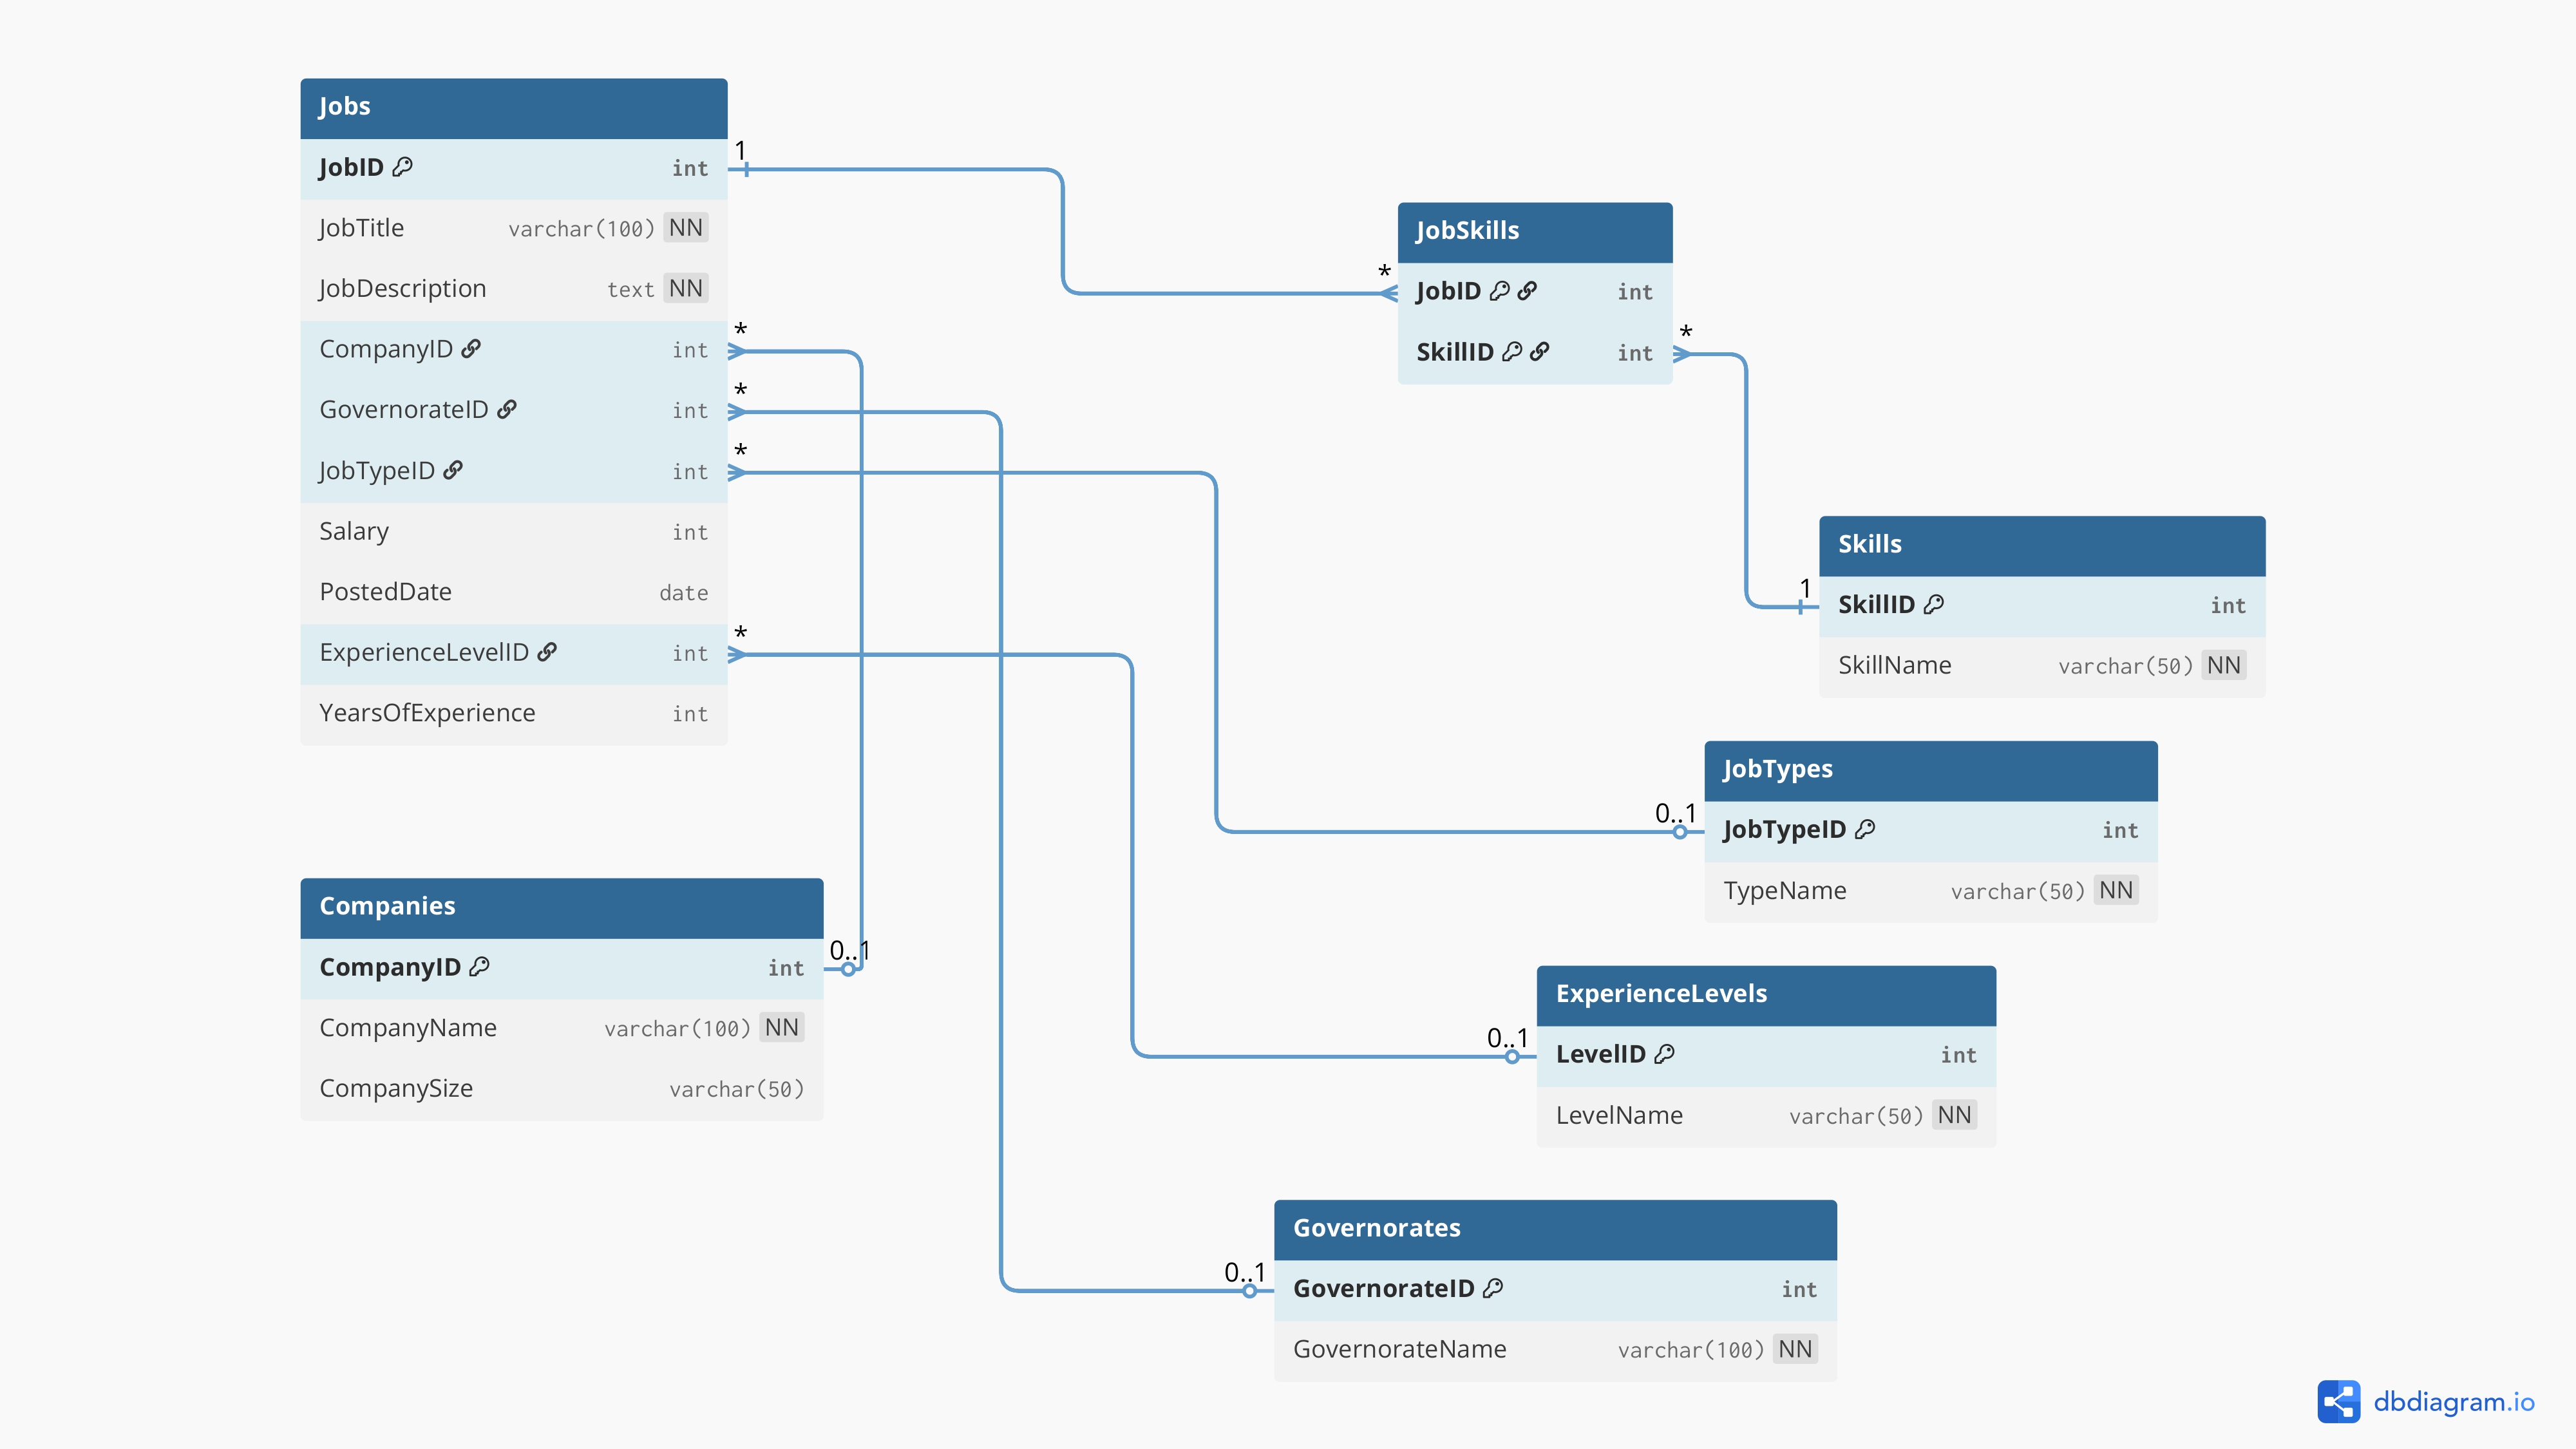 Jobs
JobID int
JobTitle varchar(100) NN
JobDescription text NN
CompanyID int
GovernorateID int
JobTypeID int
Salary int
PostedDate date
ExperienceLevelID int
YearsOfExperience int
1
*
*
*
*
JobSkills
JobID int
SkillID int
*
*
Skills
SkillID int
SkillName varchar(50) NN
1
JobTypes
JobTypeID int
TypeName varchar(50) NN
0..1
Companies
CompanyID int
CompanyName varchar(100) NN
CompanySize varchar(50)
0..1
ExperienceLevels
LevelID int
LevelName varchar(50) NN
0..1
Governorates
GovernorateID int
GovernorateName varchar(100) NN
0..1
dbdiagram.io